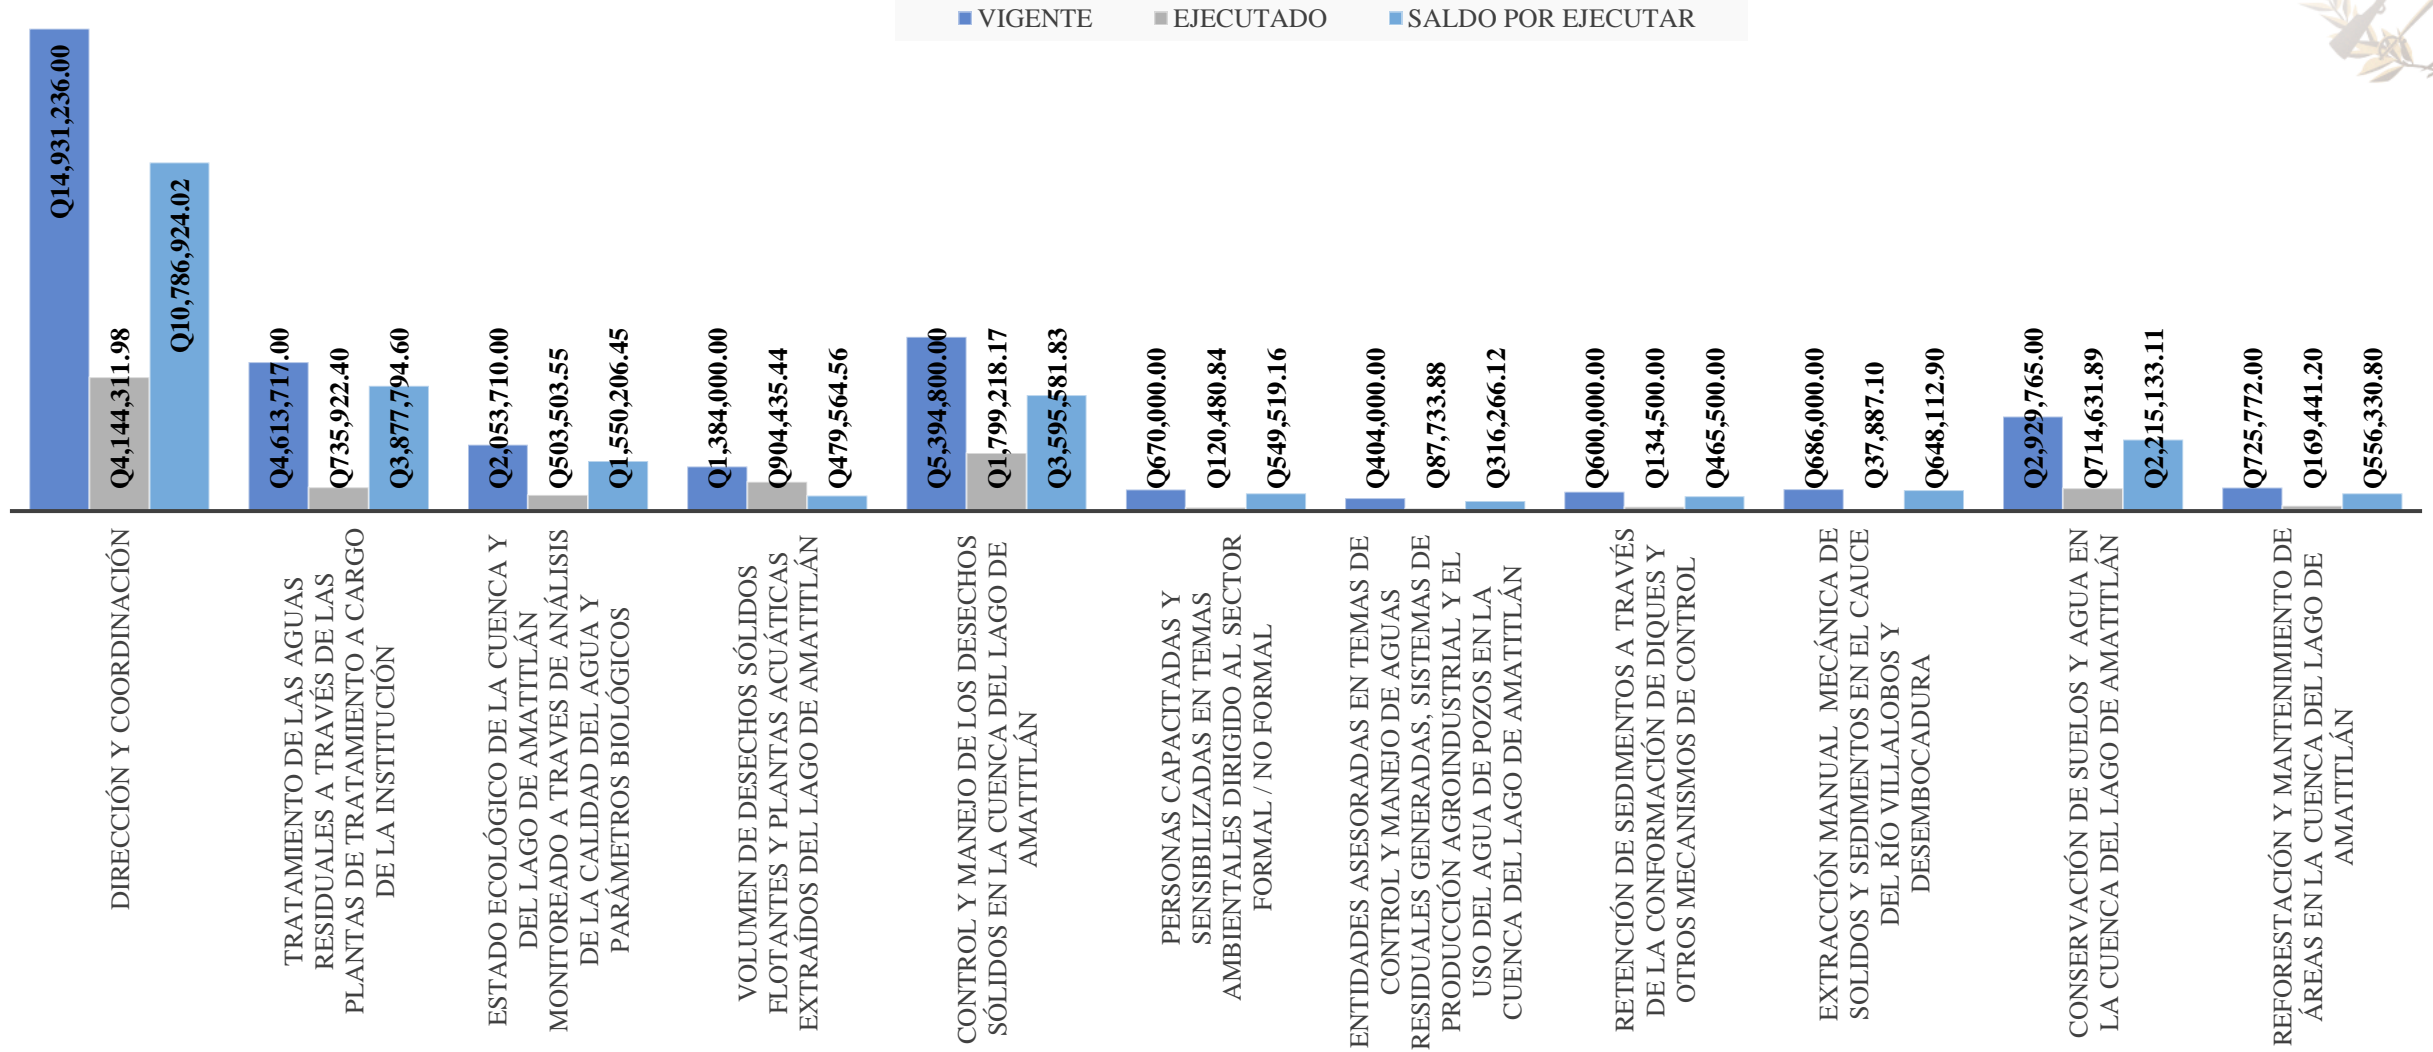 VIGENTE
EJECUTADO
SALDO POR EJECUTAR
Q14,931,236.00
Q4,144,311.98
Q10,786,924.02
Q4,613,717.00
Q735,922.40
Q3,877,794.60
Q2,053,710.00
Q503,503.55
Q1,550,206.45
Q1,384,000.00
Q904,435.44
Q479,564.56
Q5,394,800.00
Q1,799,218.17
Q3,595,581.83
Q670,000.00
Q120,480.84
Q549,519.16
Q404,000.00
Q87,733.88
Q316,266.12
Q600,000.00
Q134,500.00
Q465,500.00
Q686,000.00
Q37,887.10
Q648,112.90
Q2,929,765.00
Q714,631.89
Q2,215,133.11
Q725,772.00
Q169,441.20
Q556,330.80
DIRECCIÓN Y COORDINACIÓN
TRATAMIENTO DE LAS AGUAS
RESIDUALES A TRAVÉS DE LAS
PLANTAS DE TRATAMIENTO A CARGO
DE LA INSTITUCIÓN
ESTADO ECOLÓGICO DE LA CUENCA Y
DEL LAGO DE AMATITLÁN
MONITOREADO A TRAVES DE ANÁLISIS
DE LA CALIDAD DEL AGUA Y
PARÁMETROS BIOLÓGICOS
VOLUMEN DE DESECHOS SÓLIDOS
FLOTANTES Y PLANTAS ACUÁTICAS
EXTRAÍDOS DEL LAGO DE AMATITLÁN
CONTROL Y MANEJO DE LOS DESECHOS
SÓLIDOS EN LA CUENCA DEL LAGO DE
AMATITLÁN
PERSONAS CAPACITADAS Y
SENSIBILIZADAS EN TEMAS
AMBIENTALES DIRIGIDO AL SECTOR
FORMAL / NO FORMAL
ENTIDADES ASESORADAS EN TEMAS DE
CONTROL Y MANEJO DE AGUAS
RESIDUALES GENERADAS, SISTEMAS DE
PRODUCCIÓN AGROINDUSTRIAL Y EL
USO DEL AGUA DE POZOS EN LA
CUENCA DEL LAGO DE AMATITLÁN
RETENCIÓN DE SEDIMENTOS A TRAVÉS
DE LA CONFORMACIÓN DE DIQUES Y
OTROS MECANISMOS DE CONTROL
EXTRACCIÓN MANUAL MECÁNICA DE
SOLIDOS Y SEDIMENTOS EN EL CAUCE
DEL RÍO VILLALOBOS Y
DESEMBOCADURA
CONSERVACIÓN DE SUELOS Y AGUA EN
LA CUENCA DEL LAGO DE AMATITLÁN
REFORESTACIÓN Y MANTENIMIENTO DE
ÁREAS EN LA CUENCA DEL LAGO DE
AMATITLÁN